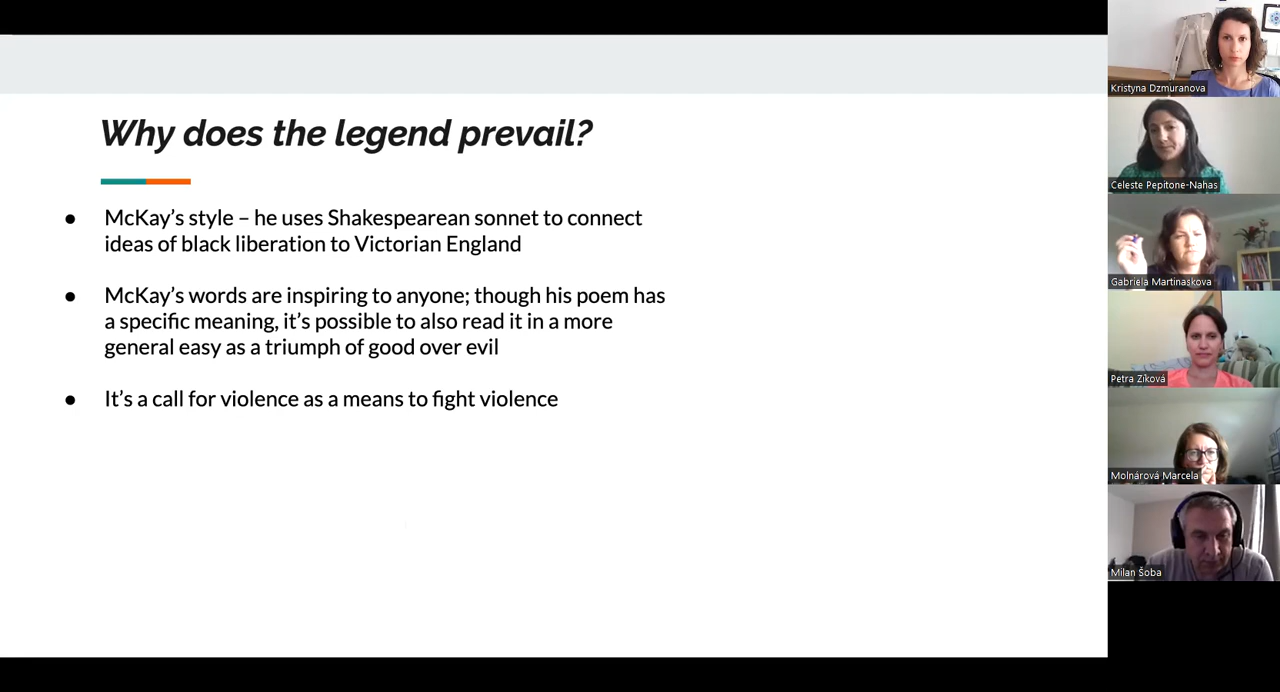 Why does the legend prevail?
● McKay's style – he uses Shakespearean sonnet to connect
ideas of black liberation to Victorian England
● McKay's words are inspiring to anyone; though his poem has
a specific meaning, it's possible to also read it in a more
general easy as a triumph of good over evil
● It's a call for violence as a means to fight violence
Kristyna Dzmuranova
Celeste Pepitone-Nahas
Gabriela Martinaskova
Petra Zíková
Molnárová Marcela
Milan Šoba